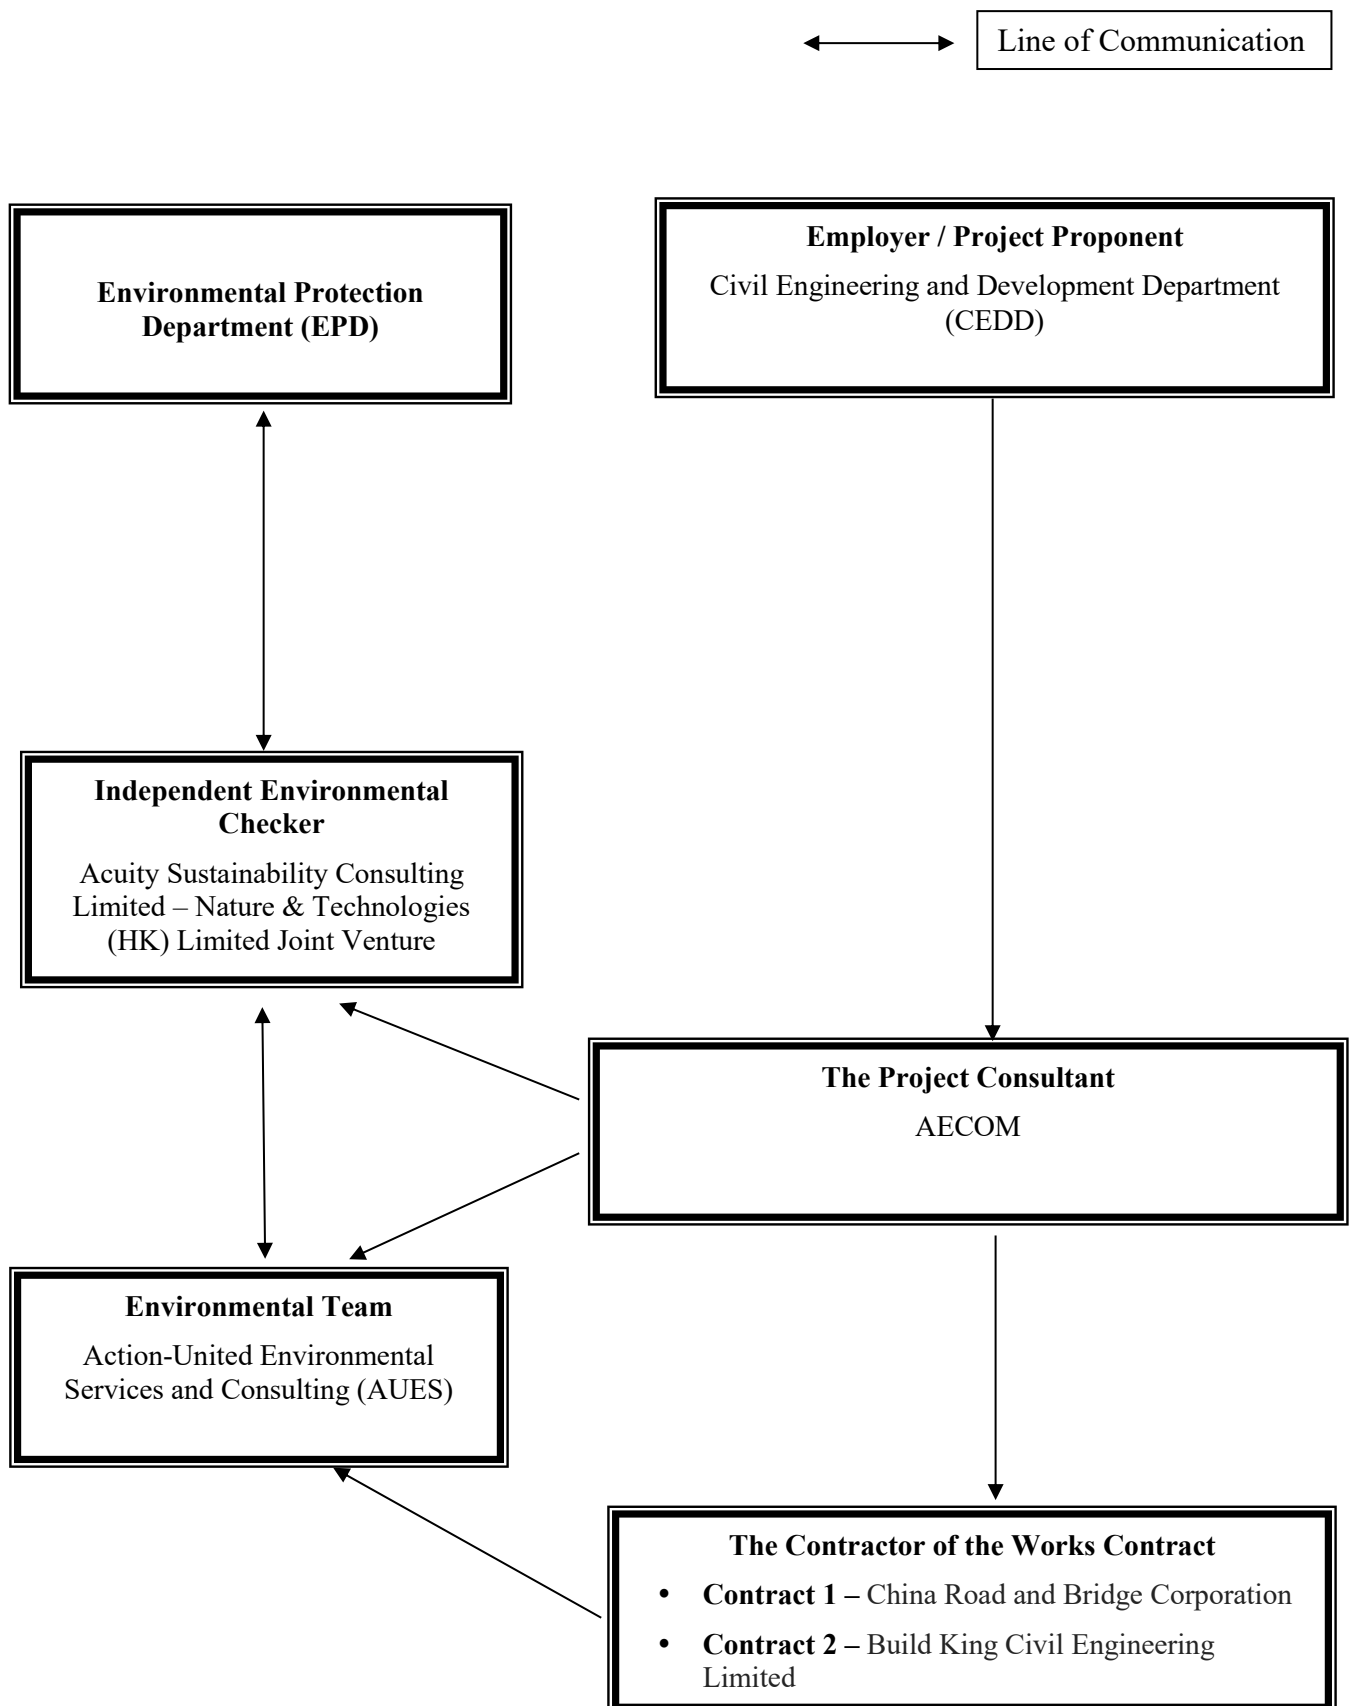 Line of Communication
Environmental Protection
Department (EPD)
Employer / Project Proponent
Civil Engineering and Development Department
(CEDD)
Independent Environmental
Checker
Acuity Sustainability Consulting
Limited – Nature & Technologies
(HK) Limited Joint Venture
The Project Consultant
AECOM
Environmental Team
Action-United Environmental
Services and Consulting (AUES)
The Contractor of the Works Contract
• Contract 1 – China Road and Bridge Corporation
• Contract 2 – Build King Civil Engineering
Limited